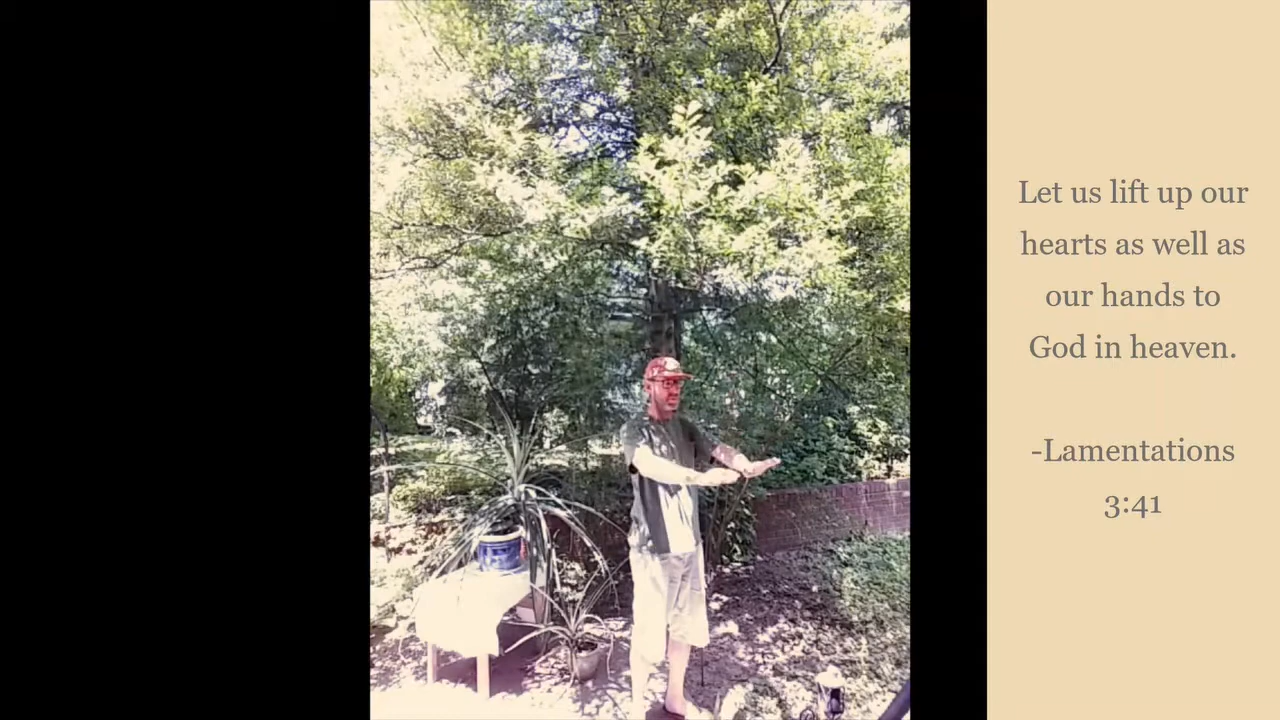 Let us lift up our
hearts as well as
our hands to
God in heaven.
-Lamentations
3:41